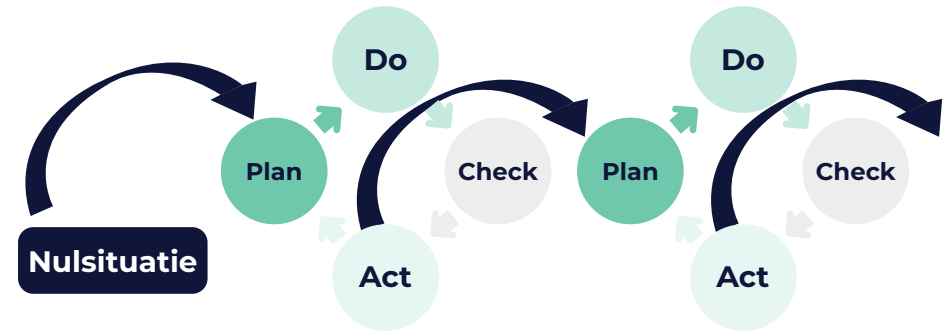 Nulsituatie
Plan
Do
Check
Act
Plan
Do
Check
Act